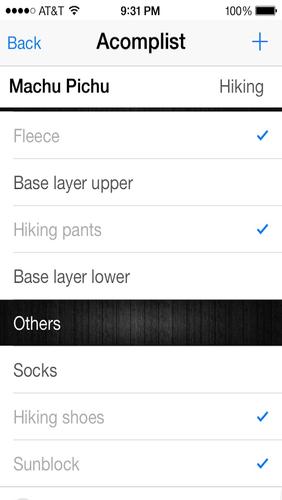 AT&T 9:31 PM 100%
Back Acomplist +
Machu Pichu Hiking
Fleece
Base layer upper
Hiking pants
Base layer lower
Others
Socks
Hiking shoes
Sunblock